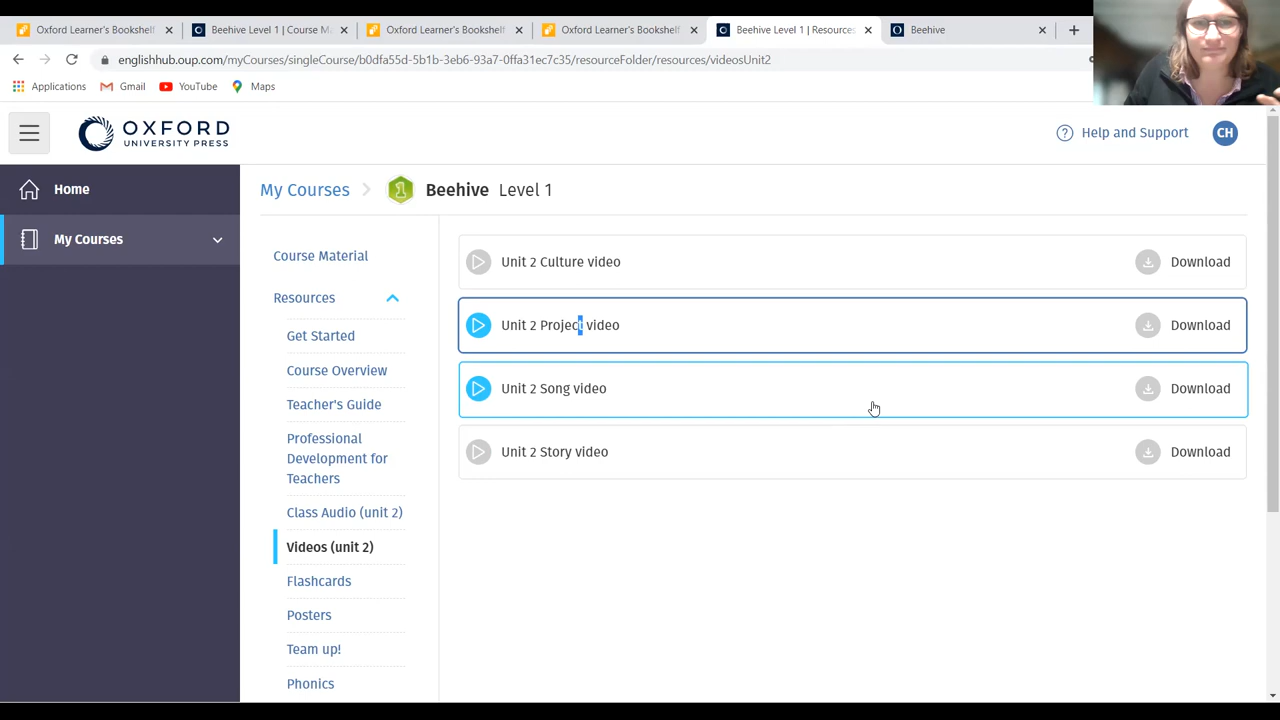 Oxford Learner's Bookshelf
Beehive Level 1 | Course M
Oxford Learner's Bookshelf
Oxford Learner's Bookshelf
Beehive Level 1 | Resources
Beehive
englishhub.oup.com/myCourses/singleCourse/b0dfa55d-5b1b-3eb6-93a7-0ffa31ec7c35/resourceFolder/resources/videosUnit2
Applications
Gmail
YouTube
Maps
OXFORD
UNIVERSITY PRESS
Help and Support
CH
Home
My Courses
My Courses
1
Beehive Level 1
Course Material
Resources
Get Started
Course Overview
Teacher's Guide
Professional
Development for
Teachers
Class Audio (unit 2)
Videos (unit 2)
Flashcards
Posters
Team up!
Phonics
Unit 2 Culture video
Download
Unit 2 Project video
Download
Unit 2 Song video
Download
Unit 2 Story video
Download